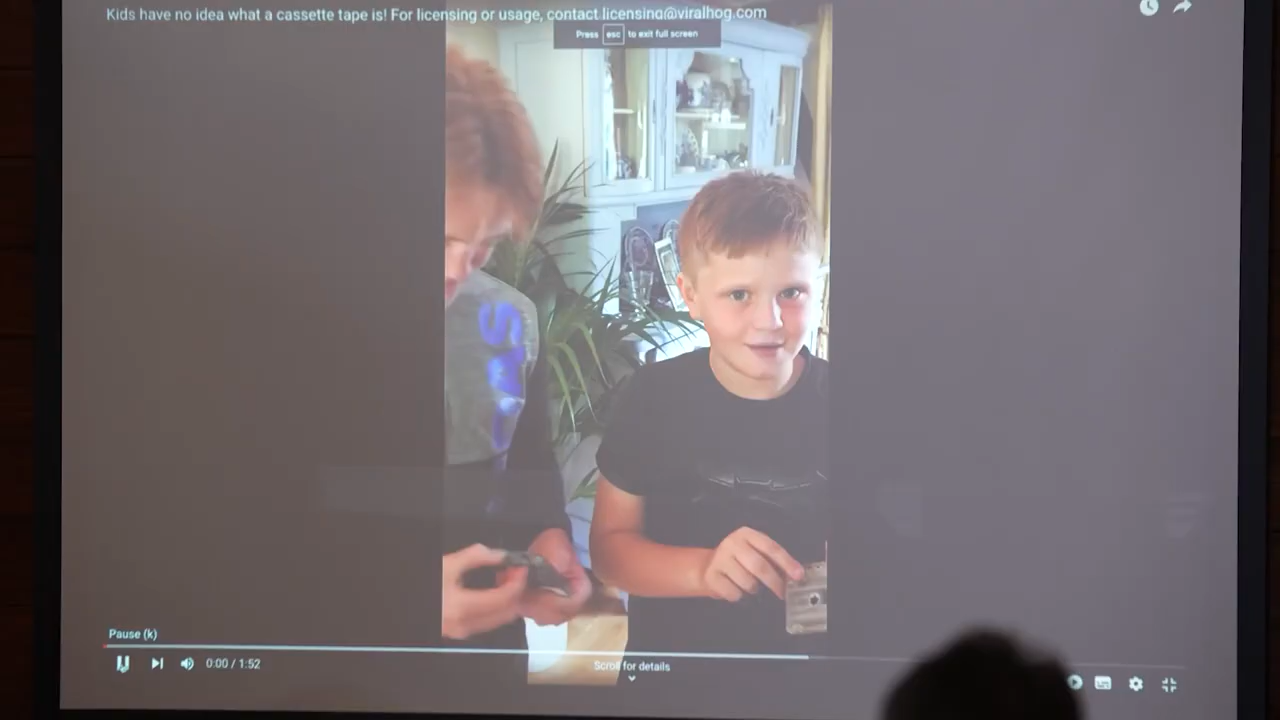 Kids have no idea what a cassette tape is! For licensing or usage, contact licensing@viralhog.com
Press esc to exit full screen
Pause (k)
0:00 / 1:52
Scroll for details